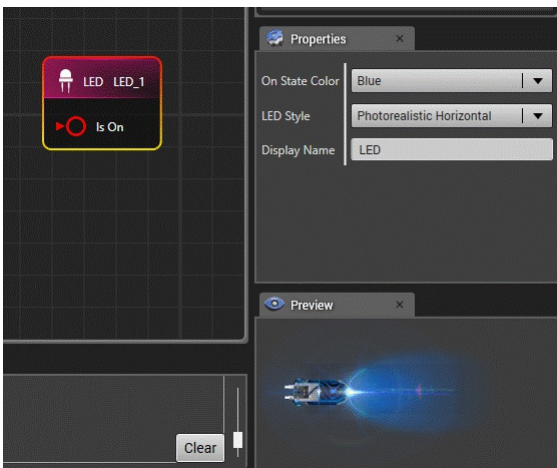 LED LED_1
Is On
Clear
Properties
On State Color Blue
LED Style Photorealistic Horizontal
Display Name LED
Preview